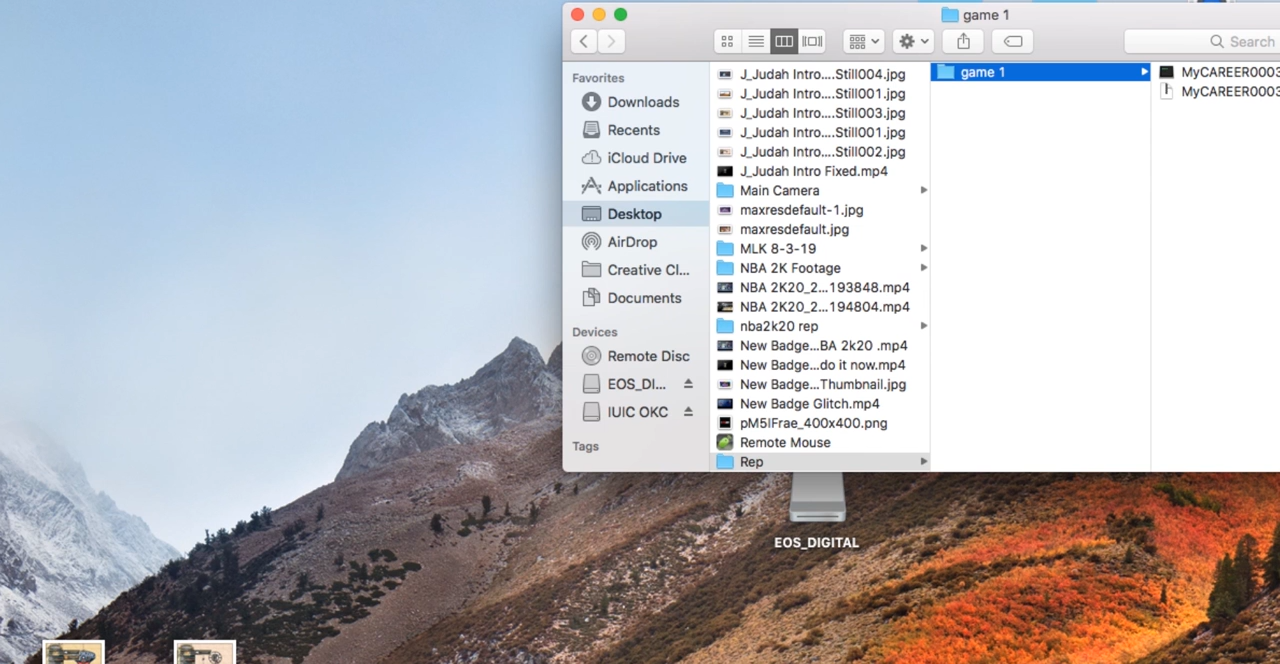 game 1
Search
Favorites
Downloads
Recents
iCloud Drive
Applications
Desktop
AirDrop
Creative Cl...
Documents
Devices
Remote Disc
EOS_DI...
IUIC OKC
Tags
J_Judah Intro....Still004.jpg
J_Judah Intro....Still001.jpg
J_Judah Intro....Still003.jpg
J_Judah Intro....Still001.jpg
J_Judah Intro....Still002.jpg
J_Judah Intro Fixed.mp4
Main Camera
maxresdefault-1.jpg
maxresdefault.jpg
MLK 8-3-19
NBA 2K Footage
NBA 2K20_2...193848.mp4
NBA 2K20_2...194804.mp4
nba2k20 rep
New Badge...BA 2k20 .mp4
New Badge...do it now.mp4
New Badge...Thumbnail.jpg
New Badge Glitch.mp4
pM5IFrae_400x400.png
Remote Mouse
Rep
game 1
MyCAREER0003
MyCAREER0003
EOS_DIGITAL